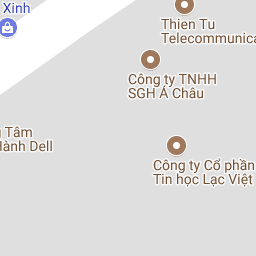 Xinh
Thien Tu
Telecommunica
Công ty TNHH
SGH Á Châu
Tâm
Hành Dell
Công ty Cổ phần
Tin học Lạc Việt